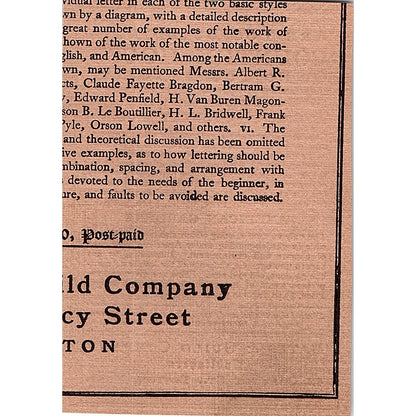 vidual letter in each of the two basic styles
wn by a diagram, with a detailed description
great number of examples of the work of
hown of the work of the most notable con-
glish, and American. Among the Americans
wn, may be mentioned Messrs. Albert R.
cts, Claude Fayette Bragdon, Bertram G.
y, Edward Penfield, H. Van Buren Magon-
son B. Le Boutillier, H. L. Bridwell, Frank
Pyle, Orson Lowell, and others. VI. The
and theoretical discussion has been omitted
ive examples, as to how lettering should be
mbination, spacing, and arrangement with
s devoted to the needs of the beginner, in
ure, and faults to be avoided are discussed.
0, Post-paid
ild Company
cy Street
TON